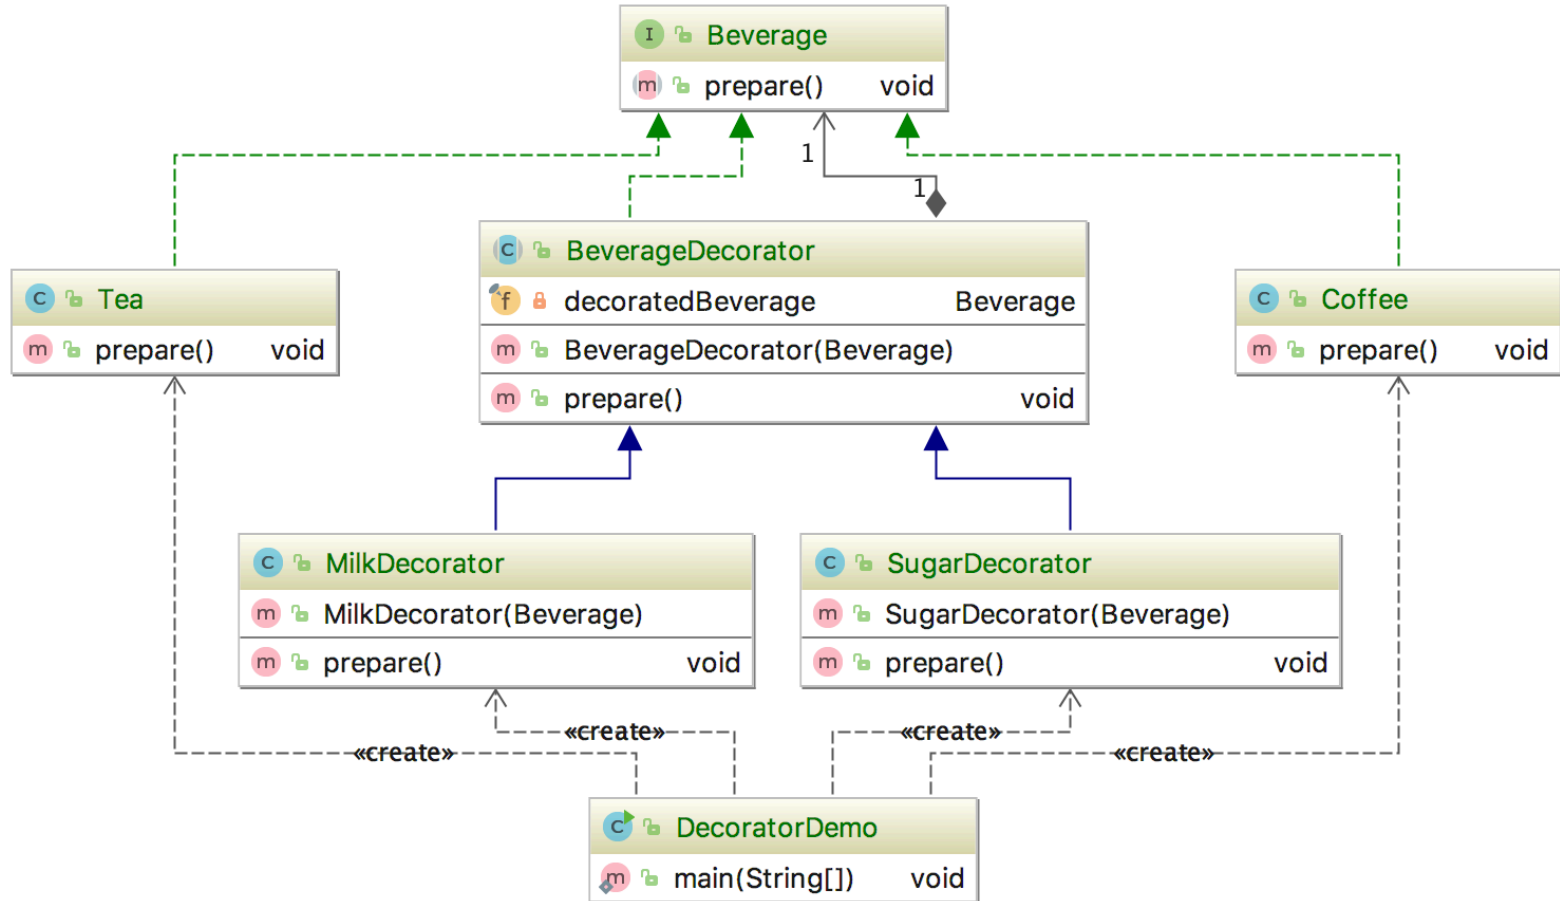 I Beverage
m prepare() void
1
1
C BeverageDecorator
f decoratedBeverage Beverage
m BeverageDecorator(Beverage)
m prepare() void
C Tea
m prepare() void
C Coffee
m prepare() void
C MilkDecorator
m MilkDecorator(Beverage)
m prepare() void
C SugarDecorator
m SugarDecorator(Beverage)
m prepare() void
«create»
«create»
«create»
«create»
C DecoratorDemo
m main(String[]) void